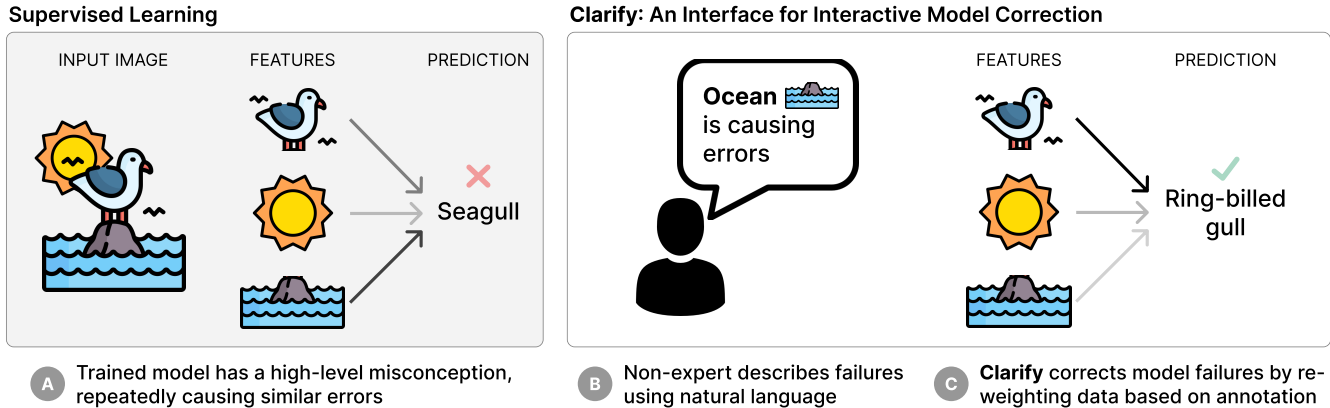 Supervised Learning
INPUT IMAGE
FEATURES
PREDICTION
Seagull
A
Trained model has a high-level misconception,
repeatedly causing similar errors
Clarify: An Interface for Interactive Model Correction
Ocean
is causing
errors
FEATURES
PREDICTION
Ring-billed
gull
B
Non-expert describes failures
using natural language
C
Clarify corrects model failures by re-
weighting data based on annotation